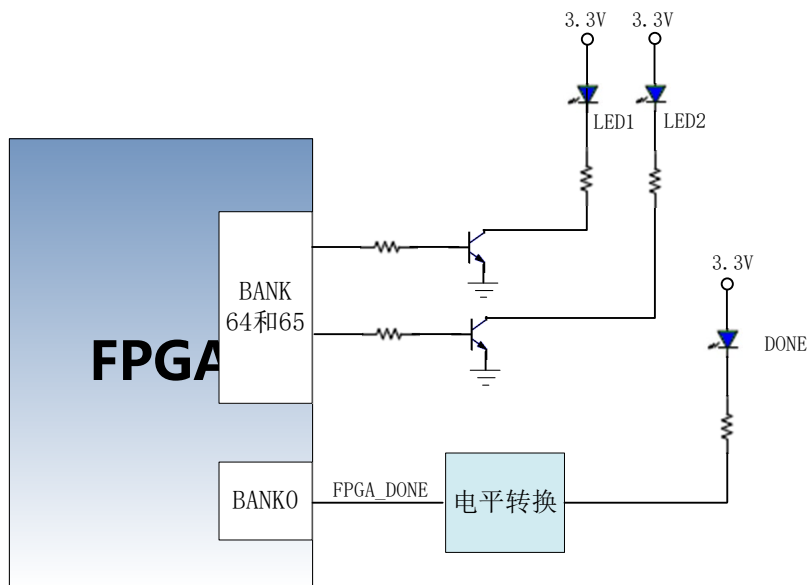 3.3V
3.3V
LED1
LED2
BANK
64和65
FPGA
3.3V
DONE
BANK0
FPGA_DONE
电平转换